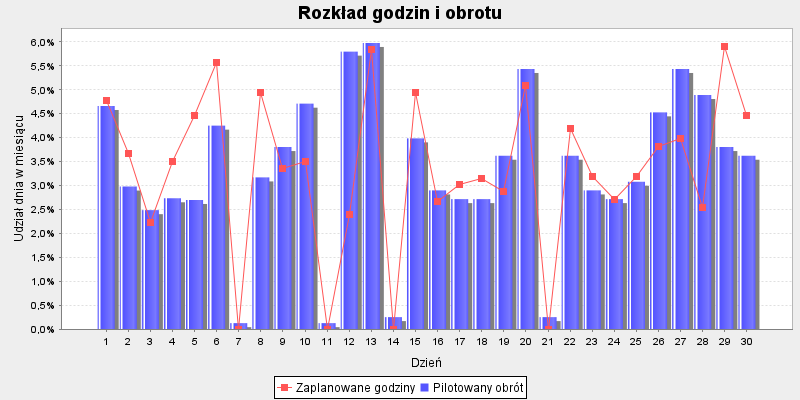 Rozkład godzin i obrotu
Udział dnia w miesiącu
6,0%
5,5%
5,0%
4,5%
4,0%
3,5%
3,0%
2,5%
2,0%
1,5%
1,0%
0,5%
0,0%
1 2 3 4 5 6 7 8 9 10 11 12 13 14 15 16 17 18 19 20 21 22 23 24 25 26 27 28 29 30
Dzień
Zaplanowane godziny Pilotowany obrót